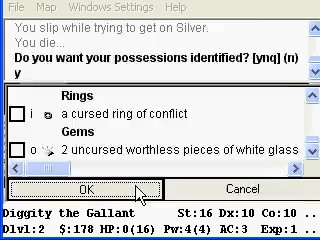 File Map Windows Settings Help
You slip while trying to get on Silver.
You die...
Do you want your possessions identified? [ynq] (n)
y
Rings
i a cursed ring of conflict
Gems
o 2 uncursed worthless pieces of white glass
OK Cancel
Diggity the Gallant St:16 Dx:10 Co:10 ..
Dlvl:2 $:178 HP:0(16) Pw:4(4) AC:3 Exp:1 ..